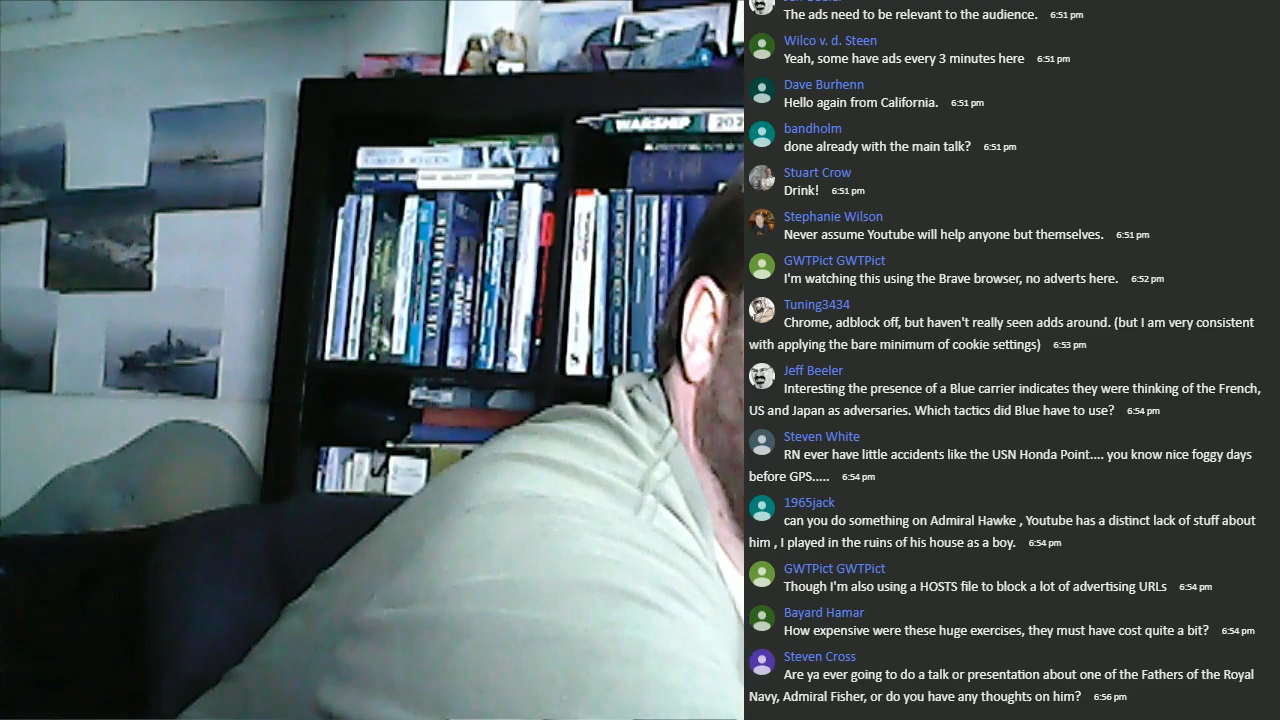 WARSHIP 202
The ads need to be relevant to the audience. 6:51 pm
Wilco v. d. Steen
Yeah, some have ads every 3 minutes here 6:51 pm
Dave Burhenn
Hello again from California. 6:51 pm
bandholm
done already with the main talk? 6:51 pm
Stuart Crow
Drink! 6:51 pm
Stephanie Wilson
Never assume Youtube will help anyone but themselves. 6:51 pm
GWTPict GWTPict
I'm watching this using the Brave browser, no adverts here. 6:52 pm
Tuning3434
Chrome, adblock off, but haven't really seen adds around. (but I am very consistent
with applying the bare minimum of cookie settings) 6:53 pm
Jeff Beeler
Interesting the presence of a Blue carrier indicates they were thinking of the French,
US and Japan as adversaries. Which tactics did Blue have to use? 6:54 pm
Steven White
RN ever have little accidents like the USN Honda Point.... you know nice foggy days
before GPS..... 6:54 pm
1965jack
can you do something on Admiral Hawke , Youtube has a distinct lack of stuff about
him , I played in the ruins of his house as a boy. 6:54 pm
GWTPict GWTPict
Though I'm also using a HOSTS file to block a lot of advertising URLs 6:54 pm
Bayard Hamar
How expensive were these huge exercises, they must have cost quite a bit? 6:54 pm
Steven Cross
Are ya ever going to do a talk or presentation about one of the Fathers of the Royal
Navy, Admiral Fisher, or do you have any thoughts on him? 6:56 pm